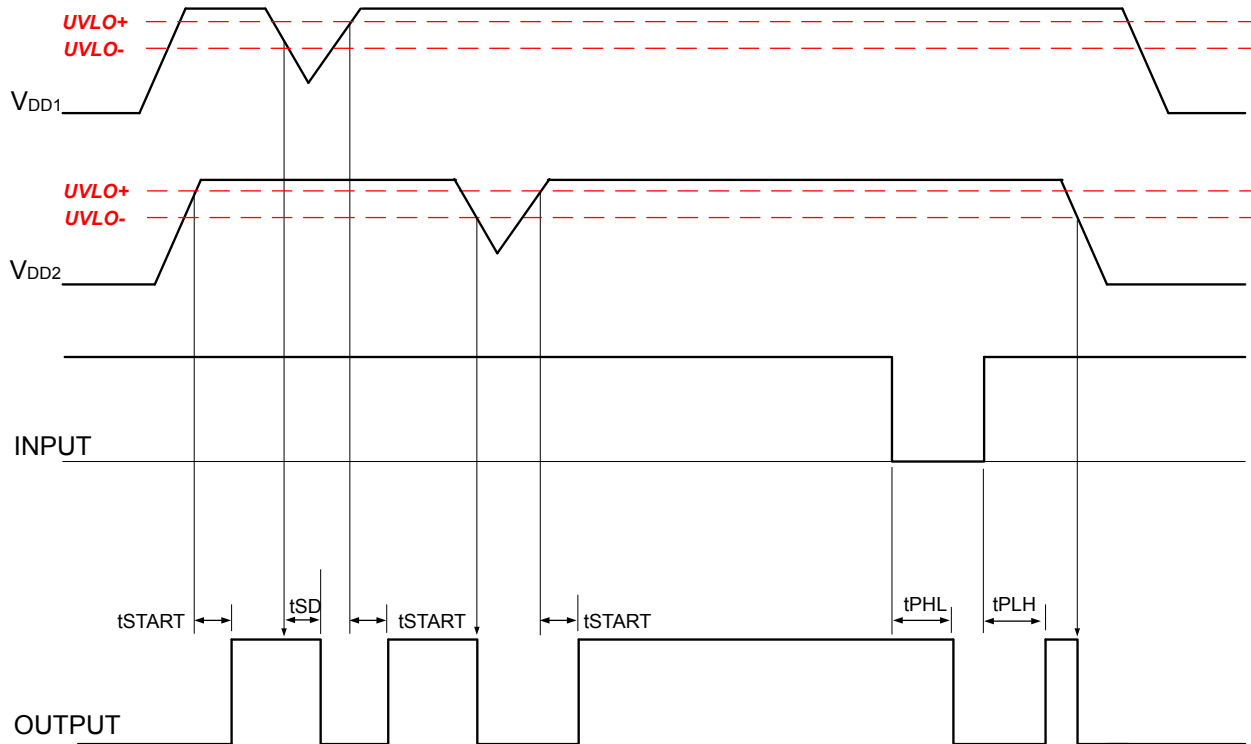 UVLO+
UVLO-
VDD1
UVLO+
UVLO-
VDD2
INPUT
tSTART
tSD
tSTART
tSTART
tPHL
tPLH
OUTPUT